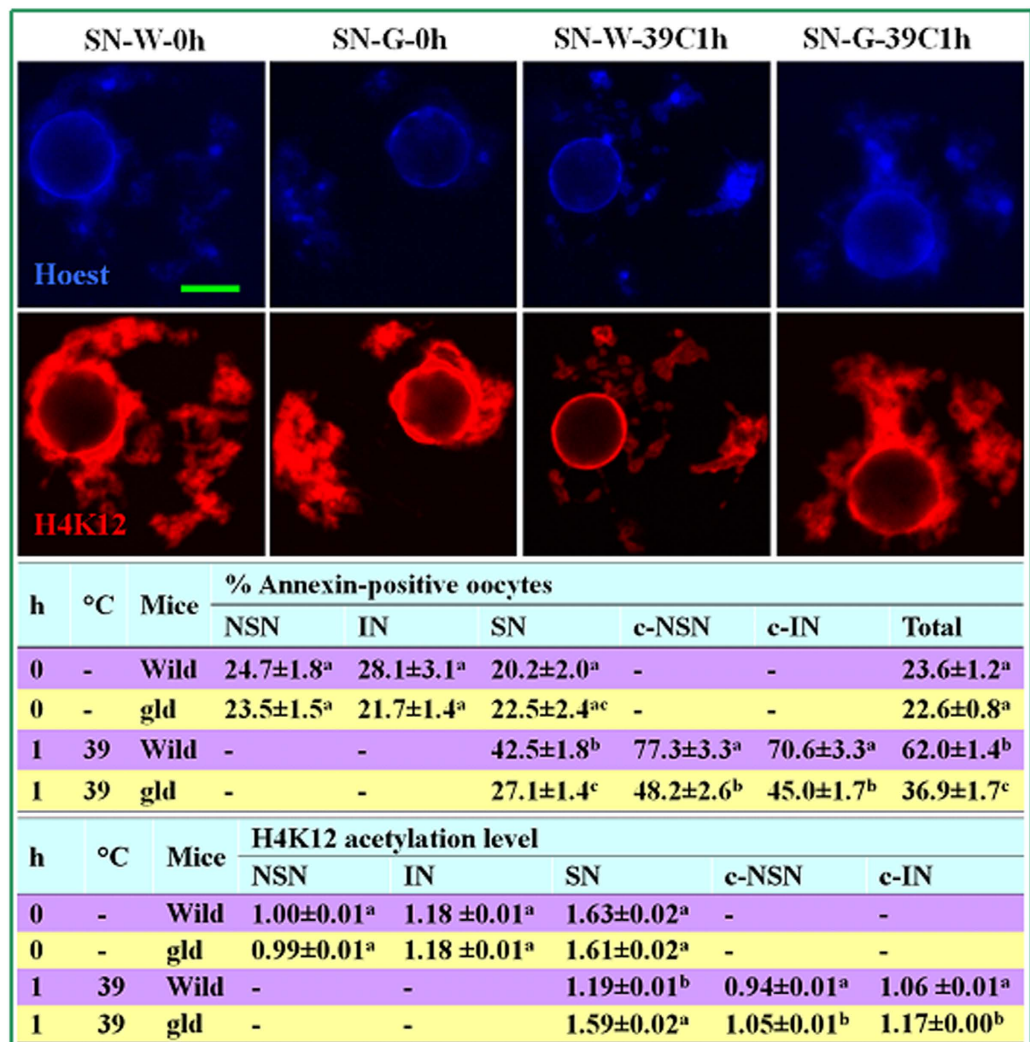 SN-W-0h SN-G-0h SN-W-39C1h SN-G-39C1h
Hoest
H4K12
h °C Mice % Annexin-positive oocytes
NSN IN SN c-NSN c-IN Total
0 - Wild 24.7±1.8ᵃ 28.1±3.1ᵃ 20.2±2.0ᵃ - - 23.6±1.2ᵃ
0 - gld 23.5±1.5ᵃ 21.7±1.4ᵃ 22.5±2.4ᵃᶜ - - 22.6±0.8ᵃ
1 39 Wild - - 42.5±1.8ᵇ 77.3±3.3ᵃ 70.6±3.3ᵃ 62.0±1.4ᵇ
1 39 gld - - 27.1±1.4ᶜ 48.2±2.6ᵇ 45.0±1.7ᵇ 36.9±1.7ᶜ
h °C Mice H4K12 acetylation level
NSN IN SN c-NSN c-IN
0 - Wild 1.00±0.01ᵃ 1.18 ±0.01ᵃ 1.63±0.02ᵃ - -
0 - gld 0.99±0.01ᵃ 1.18 ±0.01ᵃ 1.61±0.02ᵃ - -
1 39 Wild - - 1.19±0.01ᵇ 0.94±0.01ᵃ 1.06 ±0.01ᵃ
1 39 gld - - 1.59±0.02ᵃ 1.05±0.01ᵇ 1.17±0.00ᵇ